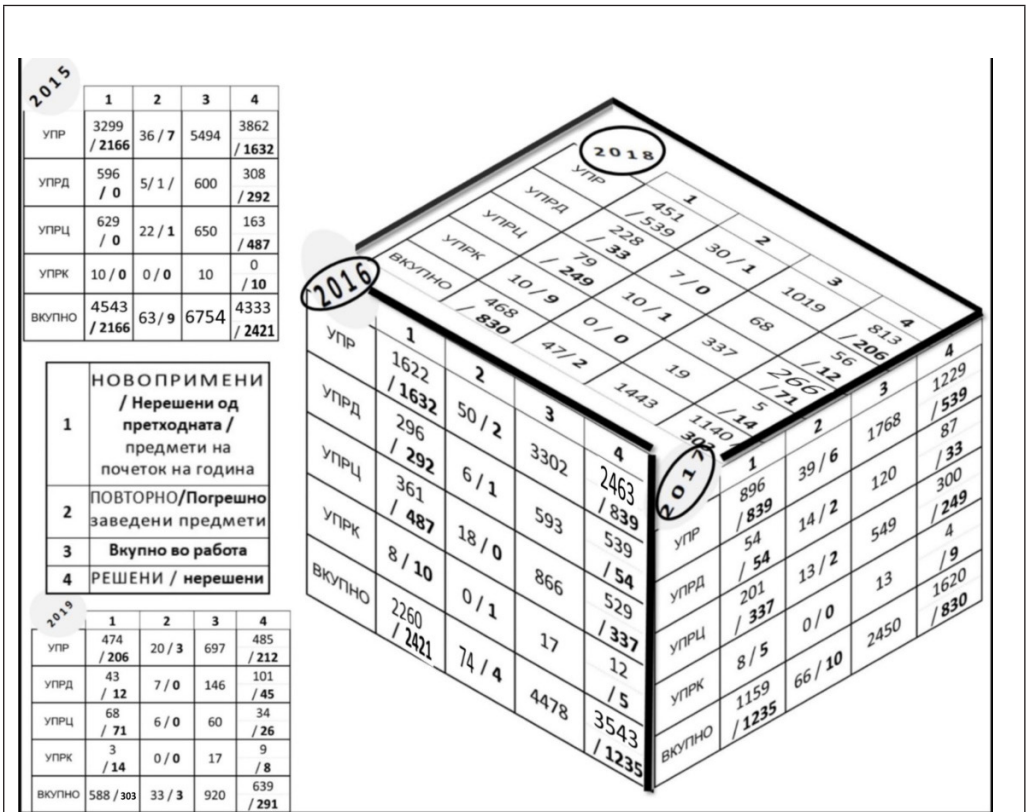 2015
1 2 3 4
УПР 3299 / 2166 36 / 7 5494 3862 / 1632
УПРД 596 / 0 5/ 1 / 600 308 / 292
УПРЦ 629 / 0 22 / 1 650 163 / 487
УПРК 10 / 0 0 / 0 10 0 / 10
ВКУПНО 4543 / 2166 63/ 9 6754 4333 / 2421
1 НОВОПРИМЕНИ
/ Нерешени од
претходната /
предмети на
почеток на година
2 ПОВТОРНО/Погрешно
заведени предмети
3 Вкупно во работа
4 РЕШЕНИ / нерешени
2019
1 2 3 4
УПР 474 / 206 20 / 3 697 485 / 212
УПРД 43 / 12 7 / 0 146 101 / 45
УПРЦ 68 / 71 6 / 0 60 34 / 26
УПРК 3 / 14 0 / 0 17 9 / 8
ВКУПНО 588 / 303 33 / 3 920 639 / 291
2018
1 2 3 4
УПР 451 / 539 30 / 1 1019 813 / 206
УПРД 228 / 33 7 / 0 68 56 / 12
УПРЦ 79 / 249 10 / 1 337 266 / 71
УПРК 10 / 9 0 / 0 19 5 / 14
ВКУПНО 468 / 830 47 / 2 1443 1140 303
2016
1 2 3 4
УПР 1622 / 1632 50 / 2 3302 2463 / 839
УПРД 296 / 292 6 / 1 593 539 / 54
УПРЦ 361 / 487 18 / 0 866 529 / 337
УПРК 8 / 10 0 / 1 17 12 / 5
ВКУПНО 2260 / 2421 74 / 4 4478 3543 / 1235
2017
1 2 3 4
УПР 896 / 839 39 / 6 1768 1229 / 539
УПРД 54 / 54 14 / 2 120 87 / 33
УПРЦ 201 / 337 13 / 2 549 300 / 249
УПРК 8 / 5 0 / 0 13 4 / 9
ВКУПНО 1159 / 1235 66 / 10 2450 1620 / 830